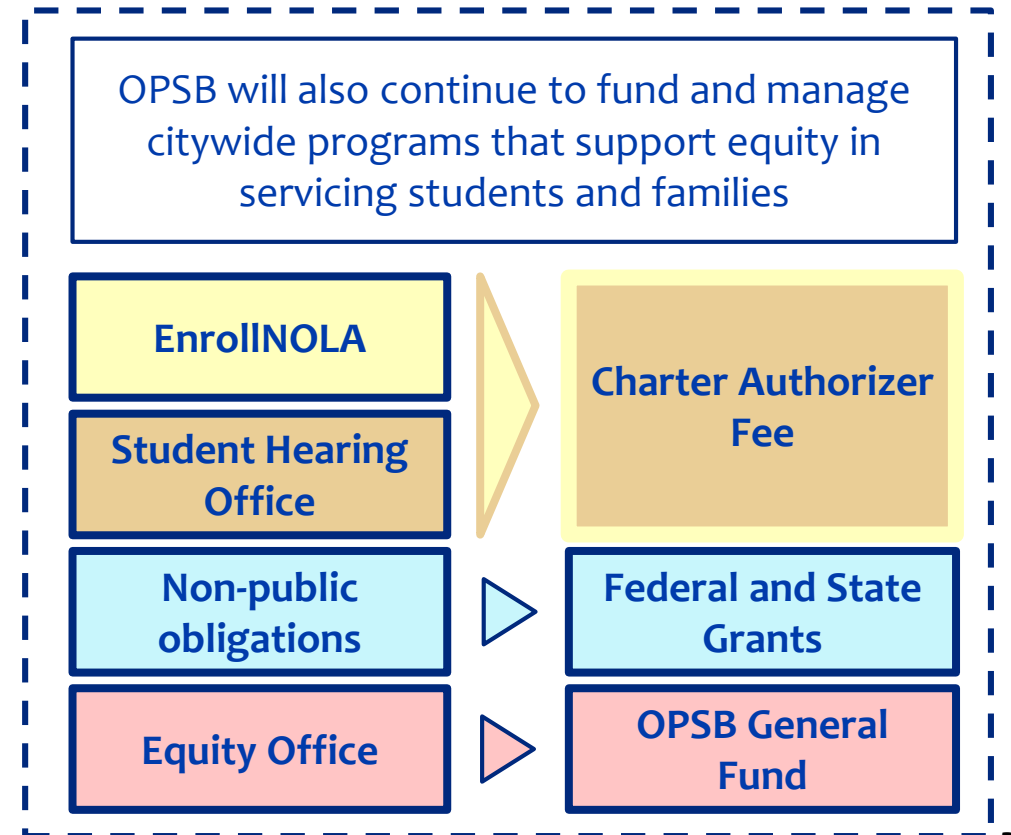 OPSB will also continue to fund and manage
citywide programs that support equity in
servicing students and families
EnrollNOLA
Student Hearing
Office
Charter Authorizer
Fee
Non-public
obligations
Federal and State
Grants
Equity Office
OPSB General
Fund